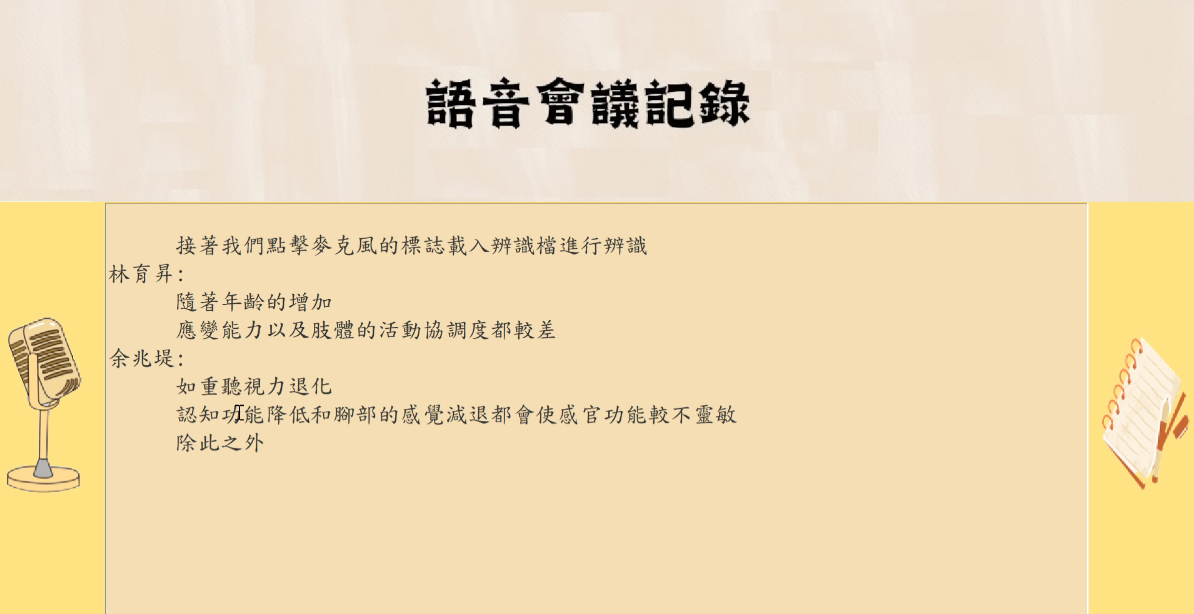 語音會議記錄
接著我們點擊麥克風的標誌載入辨識檔進行辨識
林育昇:
隨著年齡的增加
應變能力以及肢體的活動協調度都較差
余兆堤:
如重聽視力退化
認知功能降低和腳部的感覺減退都會使感官功能較不靈敏
除此之外